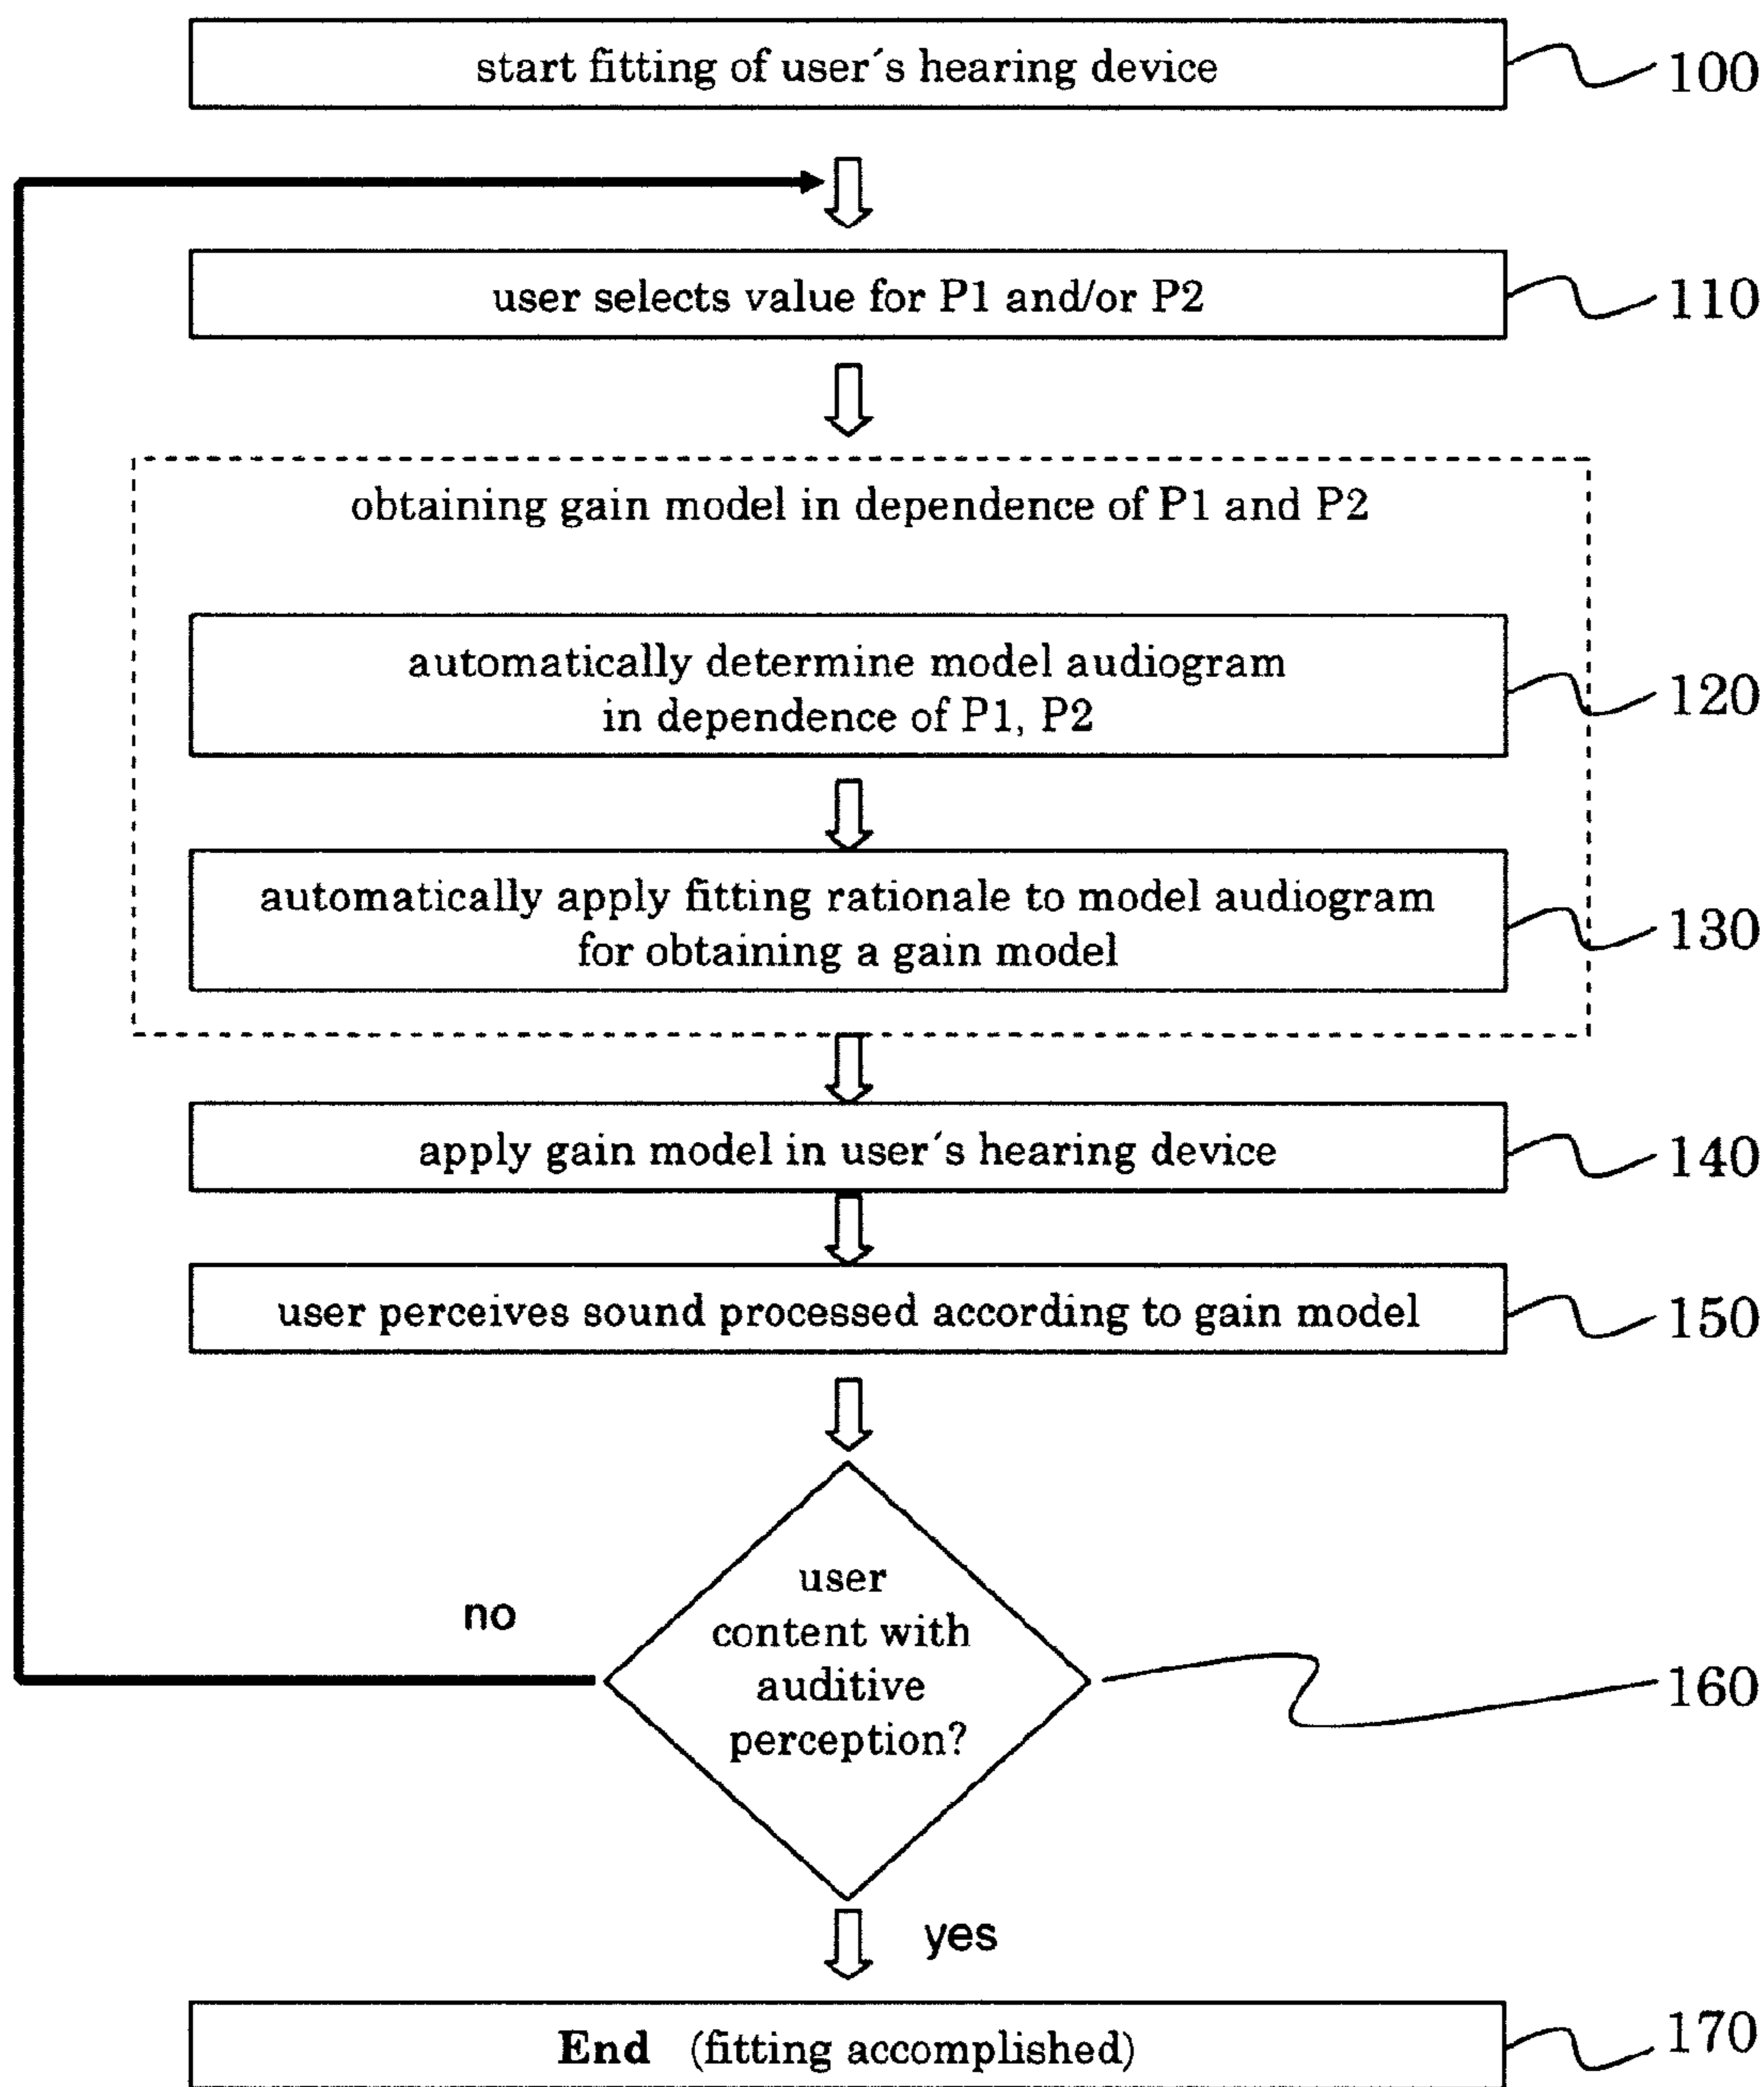 start fitting of user´s hearing device
100
user selects value for P1 and/or P2
110
obtaining gain model in dependence of P1 and P2
automatically determine model audiogram
in dependence of P1, P2
120
automatically apply fitting rationale to model audiogram
for obtaining a gain model
130
apply gain model in user´s hearing device
140
user perceives sound processed according to gain model
150
user
content with
auditive
perception?
no
160
yes
End (fitting accomplished)
170